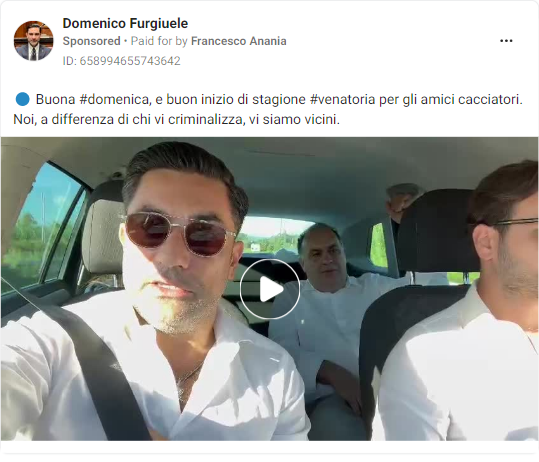 Domenico Furgiuele
Sponsored • Paid for by Francesco Anania
ID: 658994655743642
Buona #domenica, e buon inizio di stagione #venatoria per gli amici cacciatori.
Noi, a differenza di chi vi criminalizza, vi siamo vicini.